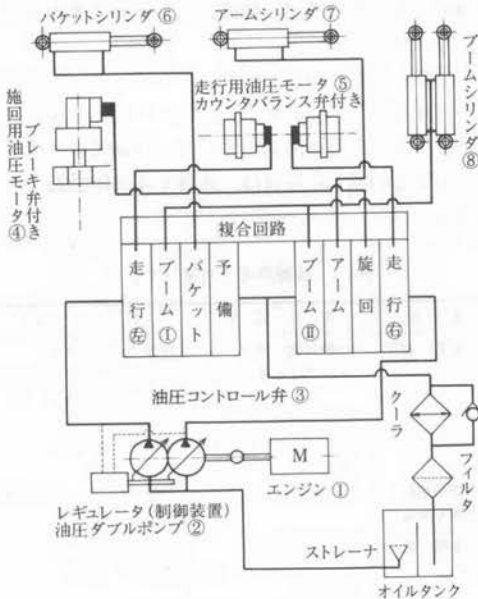 バケットシリンダ⑥
アームシリンダ⑦
ブームシリンダ⑧
走行用油圧モータ⑤
カウンタバランス弁付き
ブレーキ弁付き
施回用油圧モータ④
複合回路
走行左
ブームⅠ
バケット
予備
ブームⅡ
アーム
旋回
走行右
油圧コントロール弁③
クーラ
M
エンジン①
フィルタ
レギュレータ(制御装置)
油圧ダブルポンプ②
ストレーナ
オイルタンク